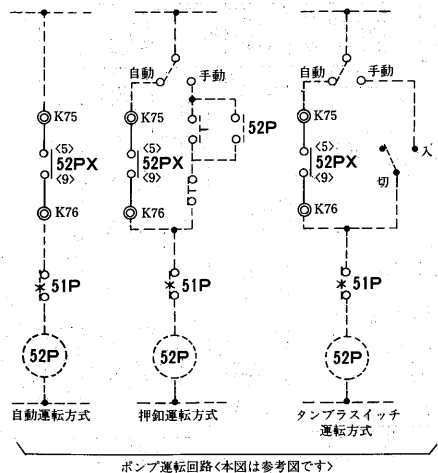 自動
手動
自動
手動
K75
K75
52P
K75
<5>
52PX
<9>
<5>
52PX
<9>
<5>
52PX
<9>
入
切
K76
K76
K76
51P
51P
51P
52P
52P
52P
自動運転方式
押釦運転方式
タンブラスイッチ
運転方式
ポンプ運転回路<本図は参考図です>